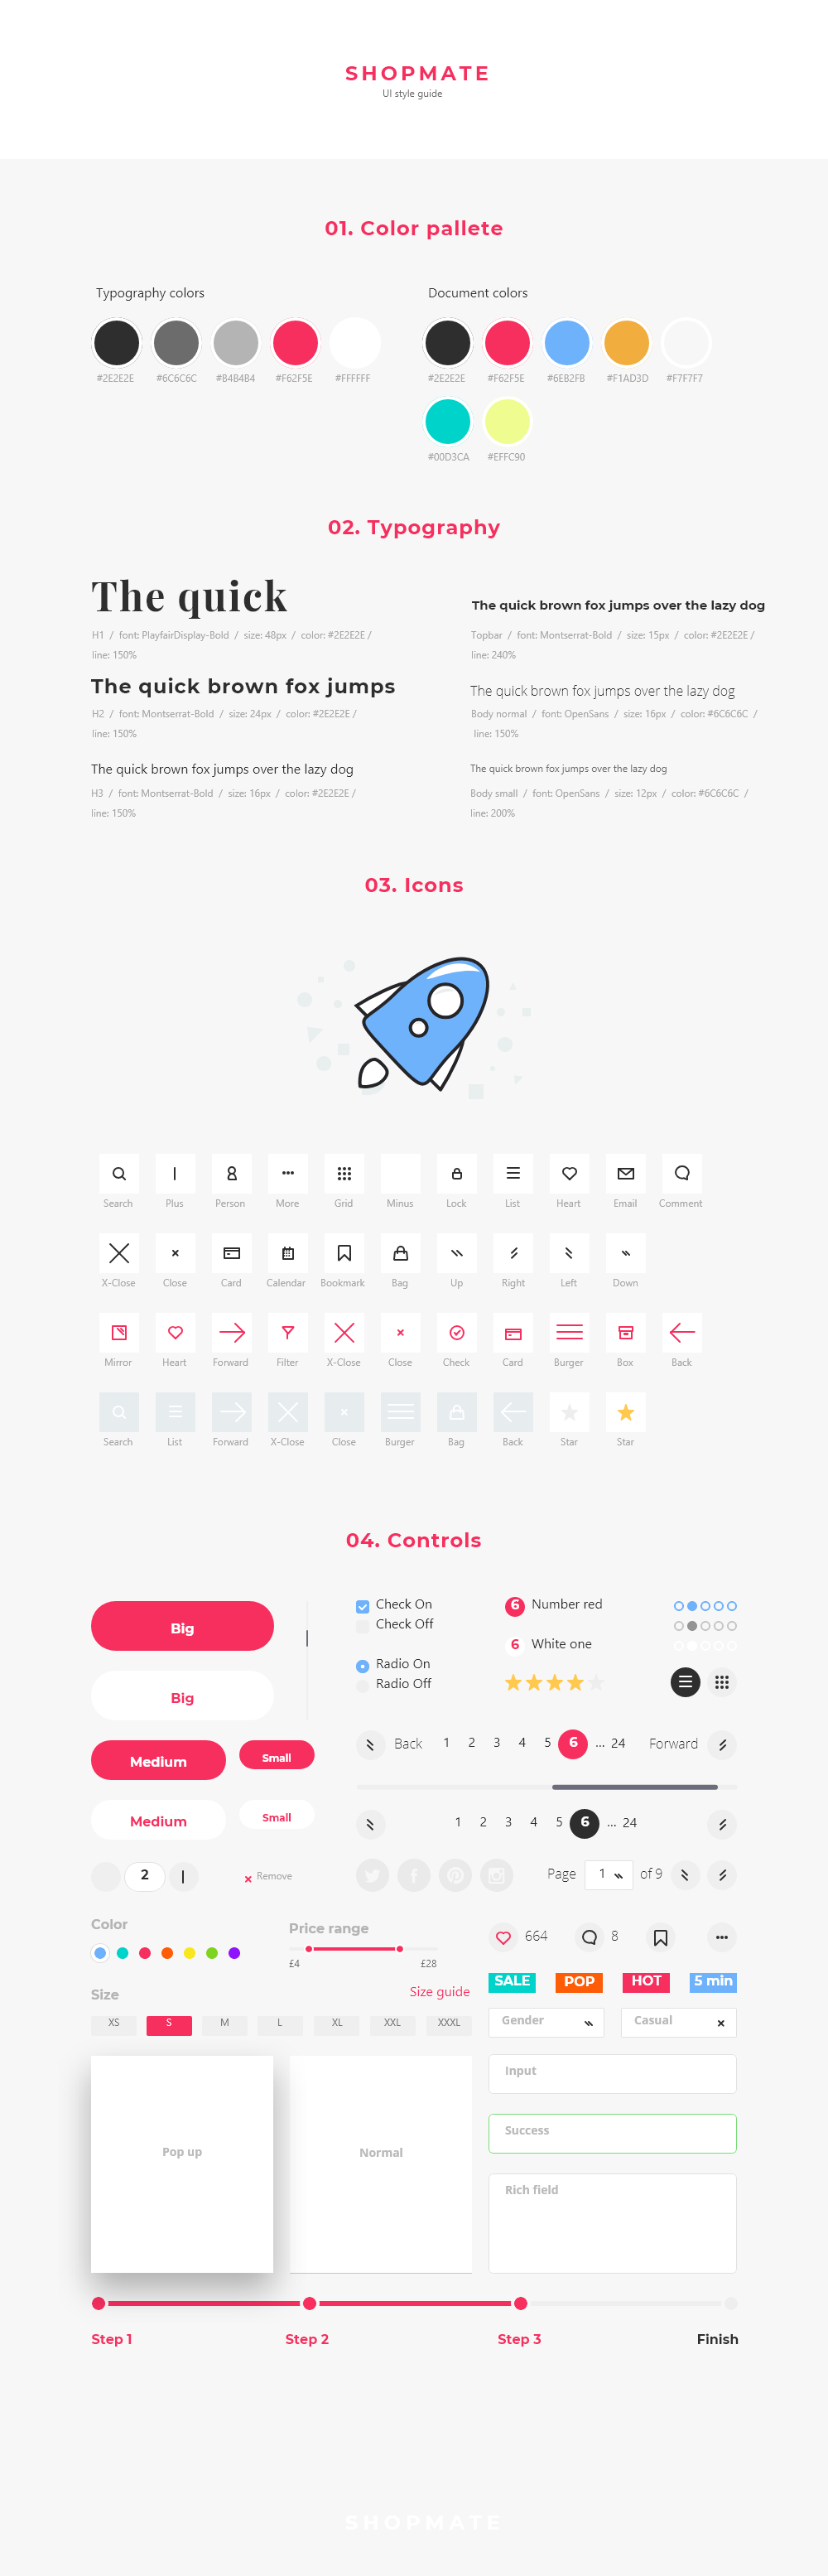 SHOPMATE
UI style guide
01. Color pallete
Typography colors
#2E2E2E #6C6C6C #B4B4B4 #F62F5E #FFFFFF
Document colors
#2E2E2E #F62F5E #6EB2FB #F1AD3D #F7F7F7
#00D3CA #EFFC90
02. Typography
The quick
H1 / font: PlayfairDisplay-Bold / size: 48px / color: #2E2E2E /
line: 150%
The quick brown fox jumps
H2 / font: Montserrat-Bold / size: 24px / color: #2E2E2E /
line: 150%
The quick brown fox jumps over the lazy dog
H3 / font: Montserrat-Bold / size: 16px / color: #2E2E2E /
line: 150%
The quick brown fox jumps over the lazy dog
Topbar / font: Montserrat-Bold / size: 15px / color: #2E2E2E /
line: 240%
The quick brown fox jumps over the lazy dog
Body normal / font: OpenSans / size: 16px / color: #6C6C6C /
line: 150%
The quick brown fox jumps over the lazy dog
Body small / font: OpenSans / size: 12px / color: #6C6C6C /
line: 200%
03. Icons
Search Plus Person More Grid Minus Lock List Heart Email Comment
X-Close Close Card Calendar Bookmark Bag Up Right Left Down
Mirror Heart Forward Filter X-Close Close Check Card Burger Box Back
Search List Forward X-Close Close Burger Bag Back Star Star
04. Controls
Big
Big
Medium Small
Medium Small
2 Remove
Check On
Check Off
Radio On
Radio Off
6 Number red
6 White one
Back 1 2 3 4 5 6 ... 24 Forward
1 2 3 4 5 6 ... 24
Page 1 of 9
Color
Price range
£4 £28
664 8
Size Size guide
XS S M L XL XXL XXXL
SALE POP HOT 5 min
Gender Casual
Input
Success
Rich field
Pop up
Normal
Step 1 Step 2 Step 3 Finish
SHOPMATE